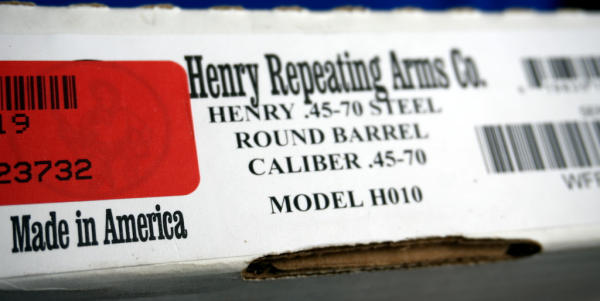 Henry Repeating Arms Co.
HENRY .45-70 STEEL
ROUND BARREL
CALIBER .45-70
MODEL H010
19
23732
Made in America